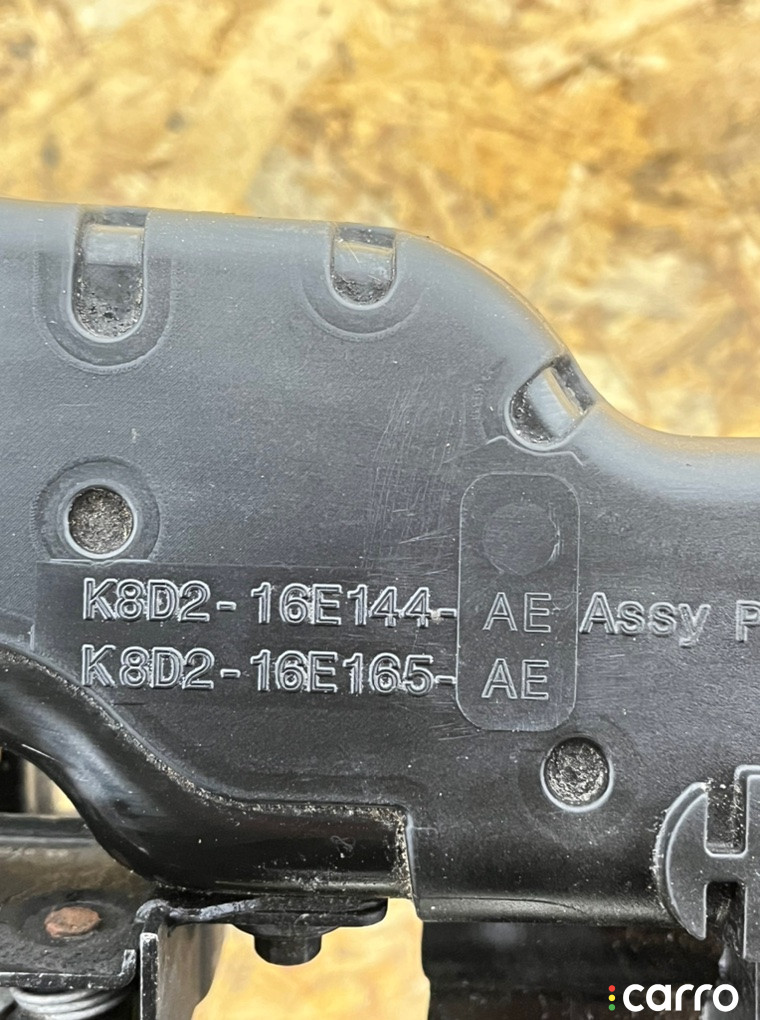 K8D2-16E144-AE Assy P
K8D2-16E165-AE
carro